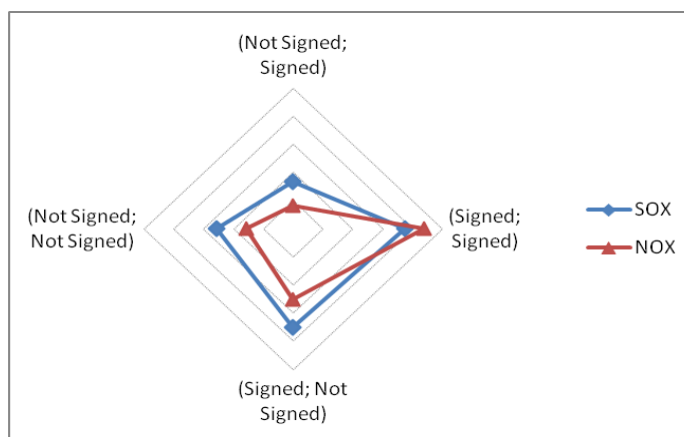 (Not Signed;
Signed)
(Not Signed;
Not Signed)
(Signed;
Signed)
SOX
NOX
(Signed; Not
Signed)